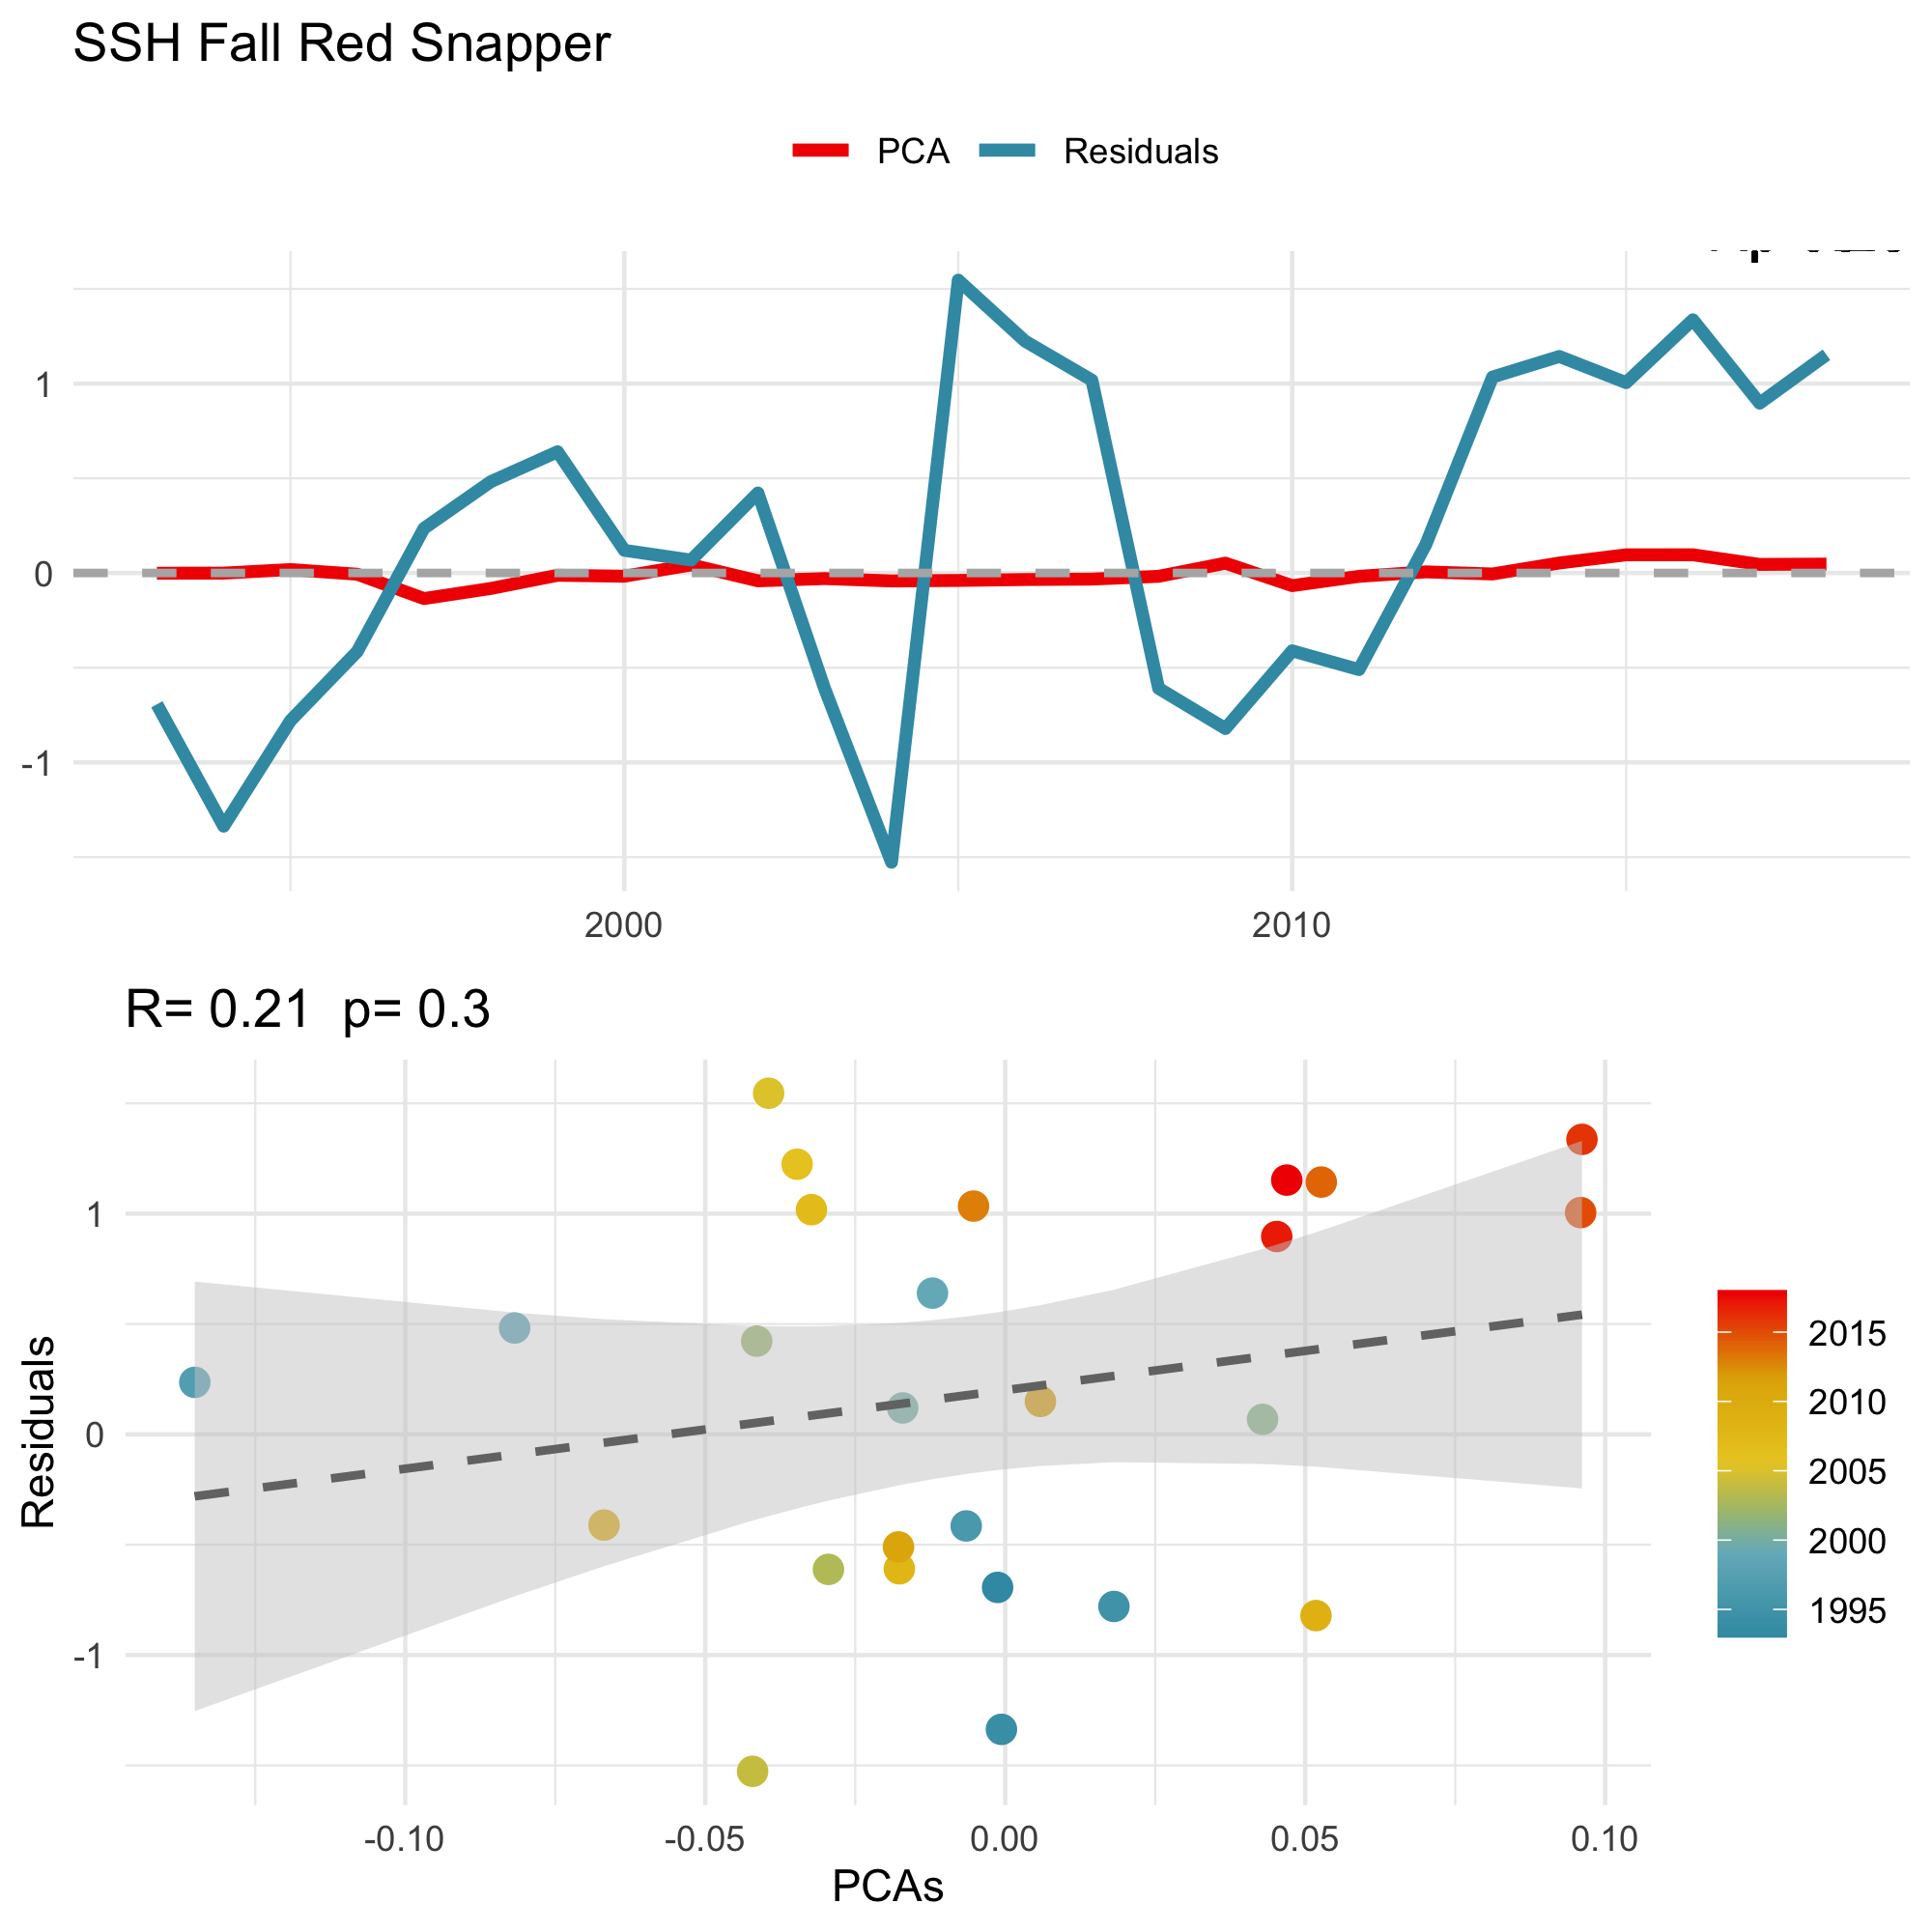 SSH Fall Red Snapper
PCA Residuals
1
0
-1
2000 2010
R= 0.21 p= 0.3
Residuals
1
0
-1
-0.10 -0.05 0.00 0.05 0.10
PCAs
2015
2010
2005
2000
1995